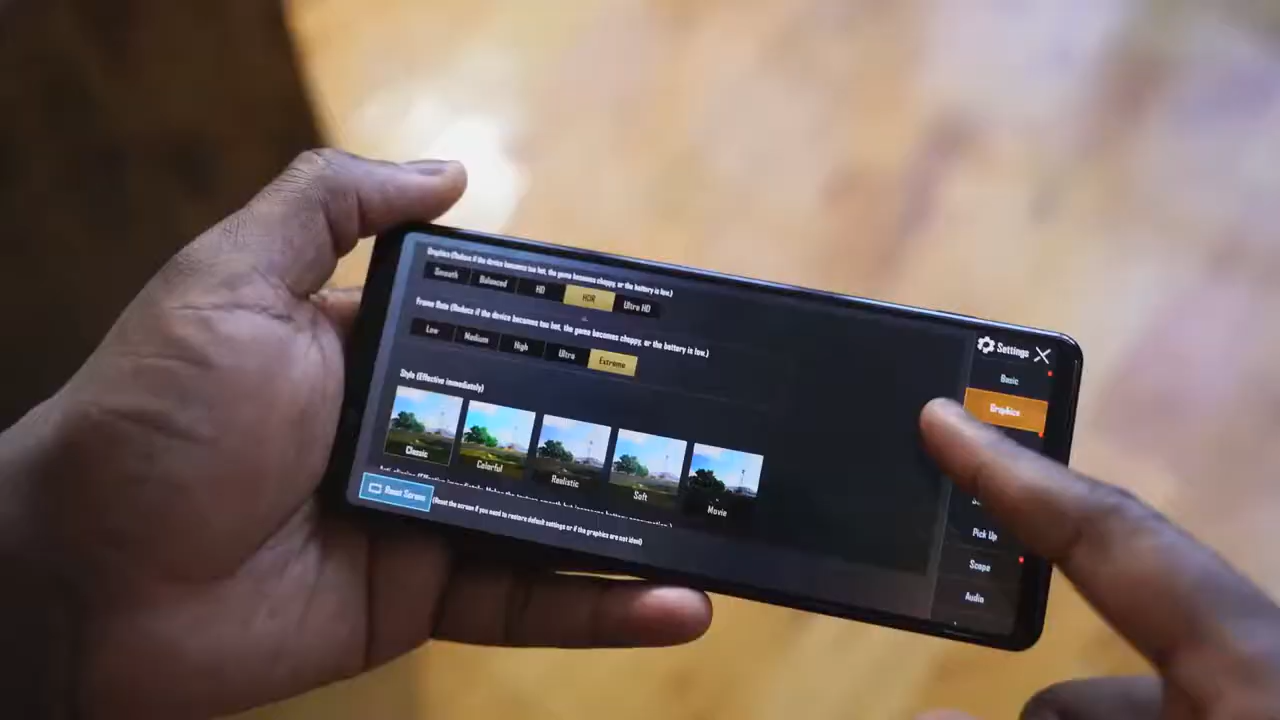 Graphics (Reduce if the device becomes too hot, the game becomes choppy, or the battery is low.)
Smooth Balanced HD HDR Ultra HD
Frame Rate (Reduce if the device becomes too hot, the game becomes choppy, or the battery is low.)
Low Medium High Ultra Extreme
Style (Effective immediately)
Classic Colorful Realistic Soft Movie
Reset Screen (Reset the screen if you need to restore default settings or if the graphics are not ideal)
Settings
Basic
Graphics
Pick Up
Scope
Audio